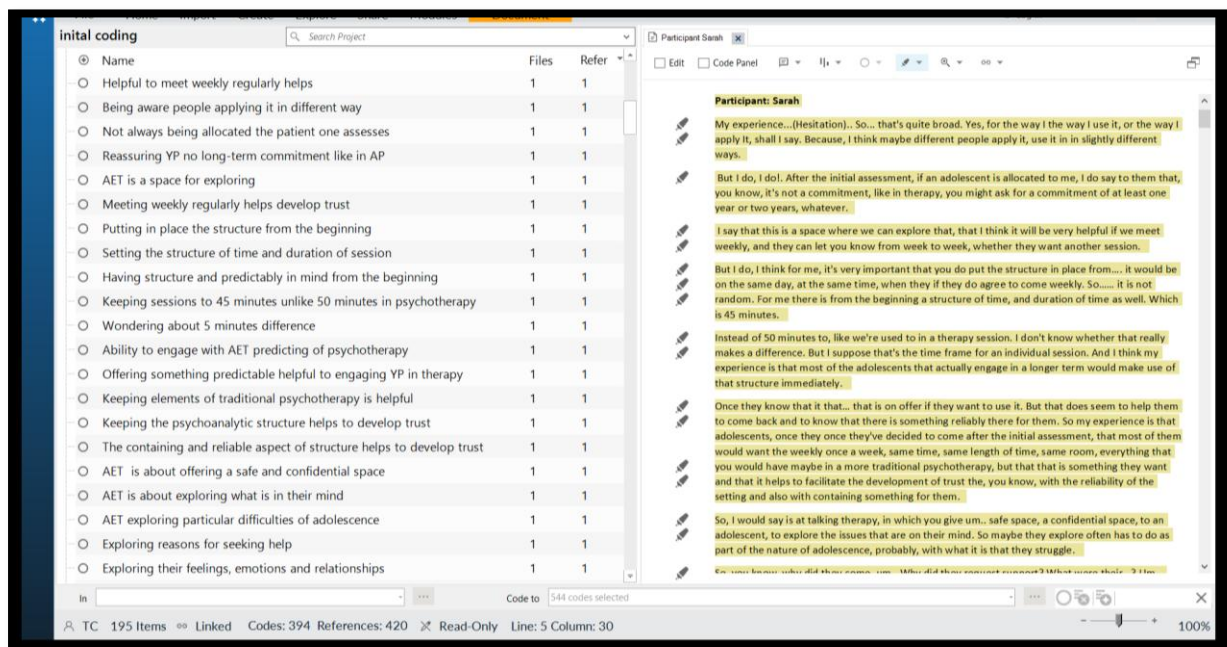 inital coding
Search Project
Name Files Refer
Helpful to meet weekly regularly helps 1 1
Being aware people applying it in different way 1 1
Not always being allocated the patient one assesses 1 1
Reassuring YP no long-term commitment like in AP 1 1
AET is a space for exploring 1 1
Meeting weekly regularly helps develop trust 1 1
Putting in place the structure from the beginning 1 1
Setting the structure of time and duration of session 1 1
Having structure and predictably in mind from the beginning 1 1
Keeping sessions to 45 minutes unlike 50 minutes in psychotherapy 1 1
Wondering about 5 minutes difference 1 1
Ability to engage with AET predicting of psychotherapy 1 1
Offering something predictable helpful to engaging YP in therapy 1 1
Keeping elements of traditional psychotherapy is helpful 1 1
Keeping the psychoanalytic structure helps to develop trust 1 1
The containing and reliable aspect of structure helps to develop trust 1 1
AET is about offering a safe and confidential space 1 1
AET is about exploring what is in their mind 1 1
AET exploring particular difficulties of adolescence 1 1
Exploring reasons for seeking help 1 1
Exploring their feelings, emotions and relationships 1 1
Participant Sarah
Edit Code Panel
Participant: Sarah
My experience...(Hesitation).. So... that's quite broad. Yes, for the way I the way I use it, or the way I
apply It, shall I say. Because, I think maybe different people apply it, use it in in slightly different
ways.
But I do, I do!. After the initial assessment, if an adolescent is allocated to me, I do say to them that,
you know, it's not a commitment, like in therapy, you might ask for a commitment of at least one
year or two years, whatever.
I say that this is a space where we can explore that, that I think it will be very helpful if we meet
weekly, and they can let you know from week to week, whether they want another session.
But I do, I think for me, it's very important that you do put the structure in place from.... it would be
on the same day, at the same time, when they if they do agree to come weekly. So...... it is not
random. For me there is from the beginning a structure of time, and duration of time as well. Which
is 45 minutes.
Instead of 50 minutes to, like we're used to in a therapy session. I don't know whether that really
makes a difference. But I suppose that's the time frame for an individual session. And I think my
experience is that most of the adolescents that actually engage in a longer term would make use of
that structure immediately.
Once they know that it that... that is on offer if they want to use it. But that does seem to help them
to come back and to know that there is something reliably there for them. So my experience is that
adolescents, once they once they've decided to come after the initial assessment, that most of them
would want the weekly once a week, same time, same length of time, same room, everything that
you would have maybe in a more traditional psychotherapy, but that that is something they want
and that it helps to facilitate the development of trust the, you know, with the reliability of the
setting and also with containing something for them.
So, I would say is at talking therapy, in which you give um.. safe space, a confidential space, to an
adolescent, to explore the issues that are on their mind. So maybe they explore often has to do as
part of the nature of adolescence, probably, with what it is that they struggle.
In
Code to 544 codes selected
TC 195 Items Linked Codes: 394 References: 420 Read-Only Line: 5 Column: 30
100%